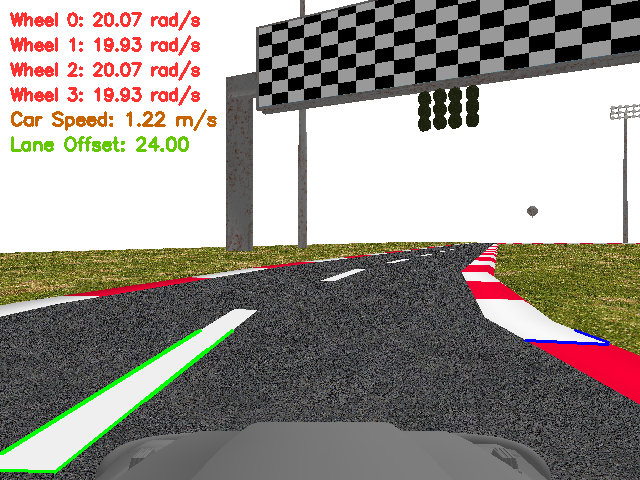 Wheel 0: 20.07 rad/s
Wheel 1: 19.93 rad/s
Wheel 2: 20.07 rad/s
Wheel 3: 19.93 rad/s
Car Speed: 1.22 m/s
Lane Offset: 24.00